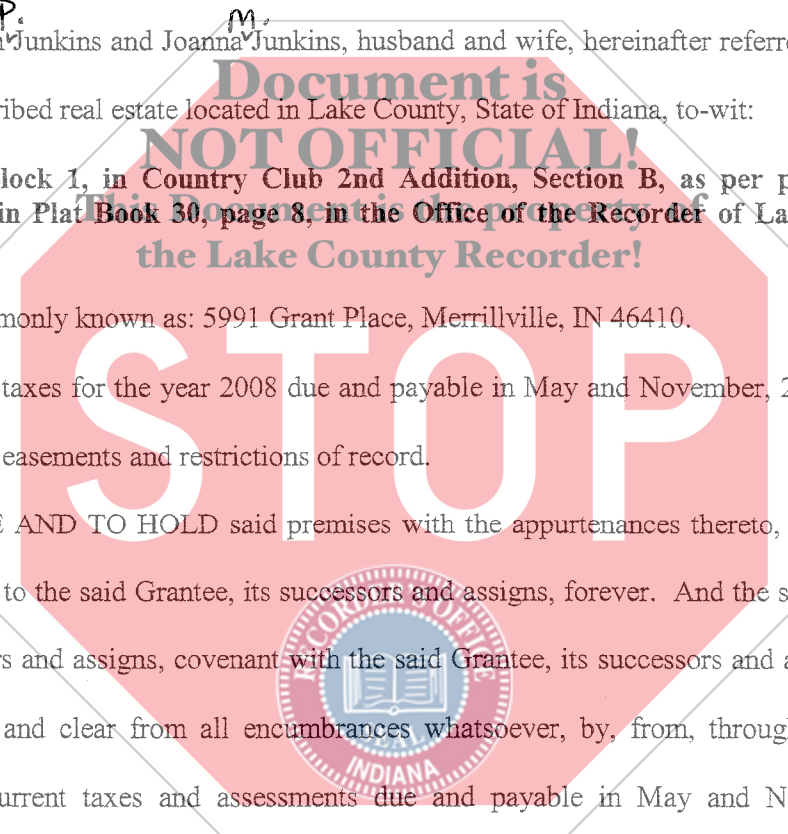 P. M.
Junkins and Joanna Junkins, husband and wife, hereinafter referr
Document is
ribed real estate located in Lake County, State of Indiana, to-wit:
NOT OFFICIAL!
lock 1, in Country Club 2nd Addition, Section B, as per p
This Document is the property of
in Plat Book 30, page 8, in the Office of the Recorder of La
the Lake County Recorder!
monly known as: 5991 Grant Place, Merrillville, IN 46410.
STOP
taxes for the year 2008 due and payable in May and November, 2
easements and restrictions of record.
E AND TO HOLD said premises with the appurtenances thereto,
to the said Grantee, its successors and assigns, forever. And the s
RECORDER'S OFFICE
rs and assigns, covenant with the said Grantee, its successors and a
and clear from all encumbrances whatsoever, by, from, throug
SEAL
INDIANA
urrent taxes and assessments due and payable in May and N